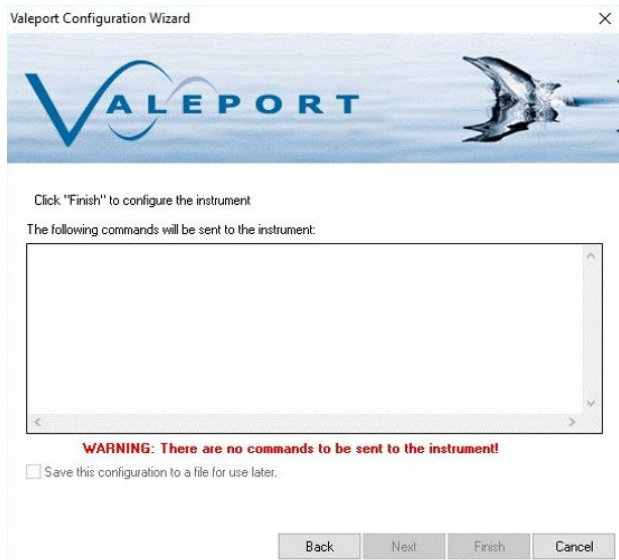 Valeport Configuration Wizard
VALEPORT
Click "Finish" to configure the instrument
The following commands will be sent to the instrument:
WARNING: There are no commands to be sent to the instrument!
Save this configuration to a file for use later.
Back Next Finish Cancel